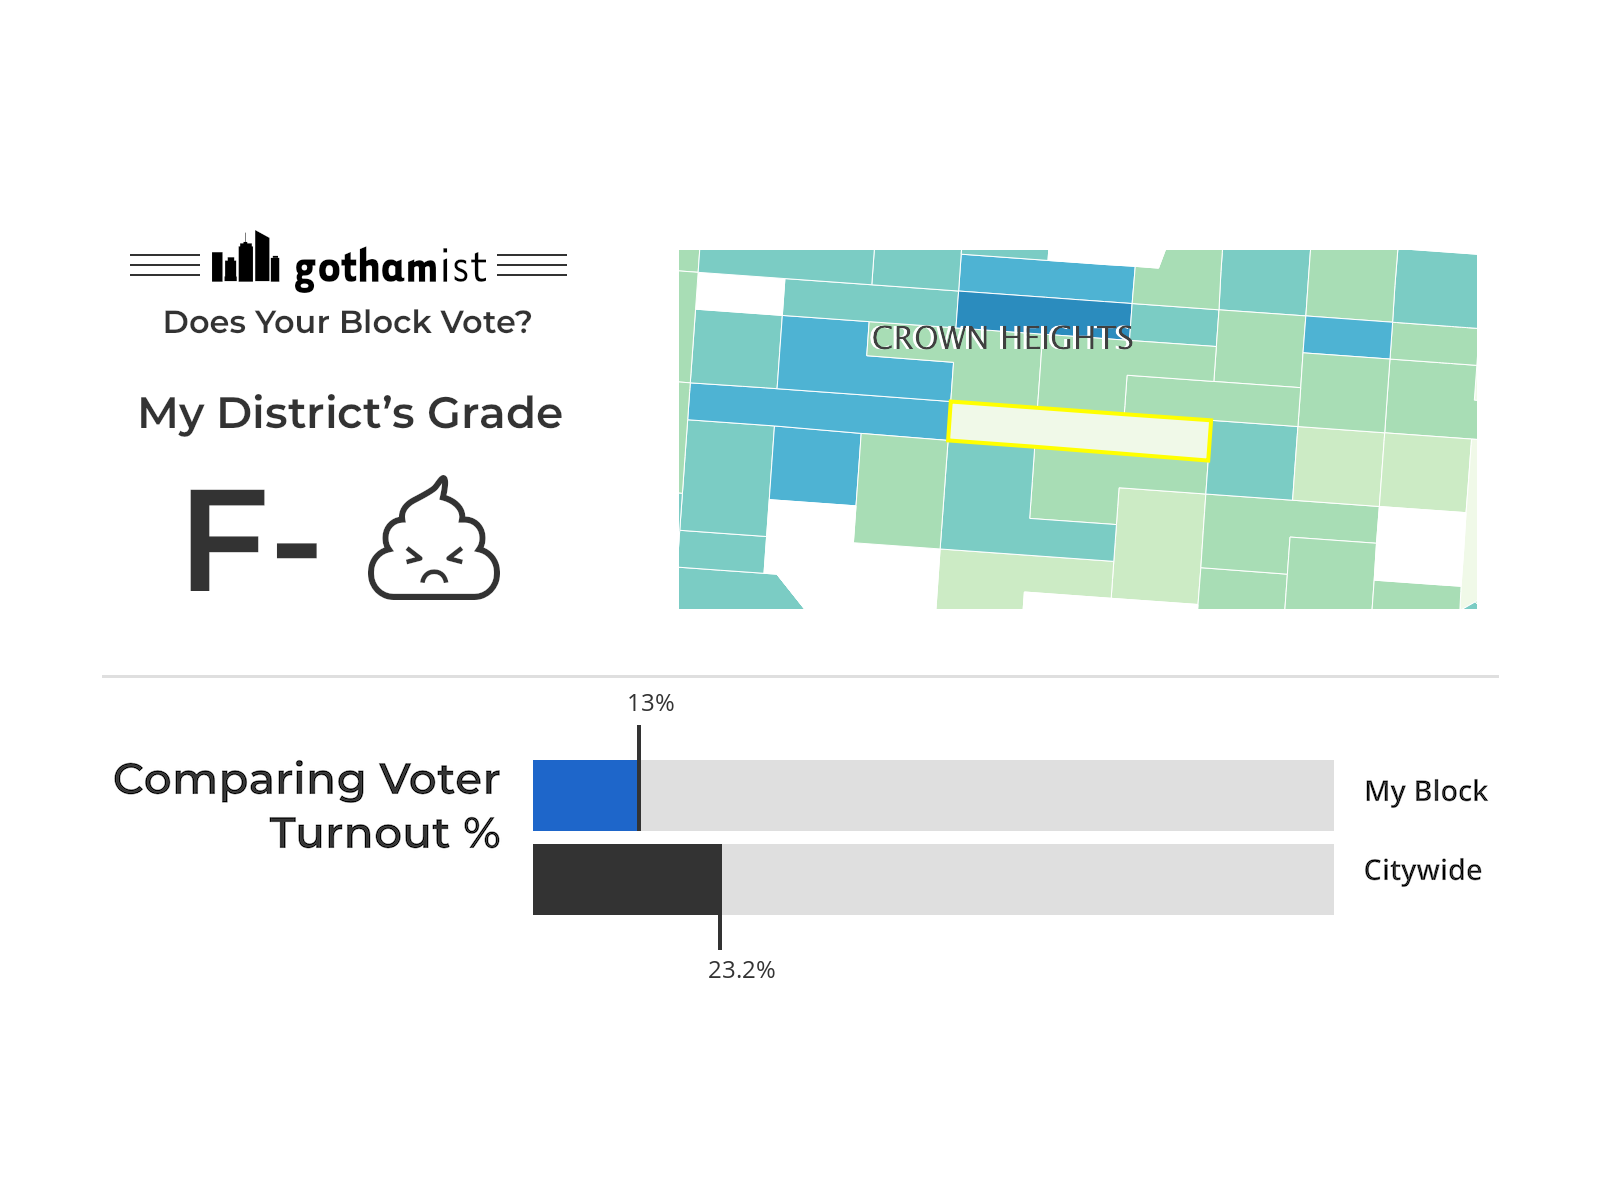 gothamist
Does Your Block Vote?
My District’s Grade
F-
CROWN HEIGHTS
Comparing Voter
Turnout %
13%
My Block
Citywide
23.2%